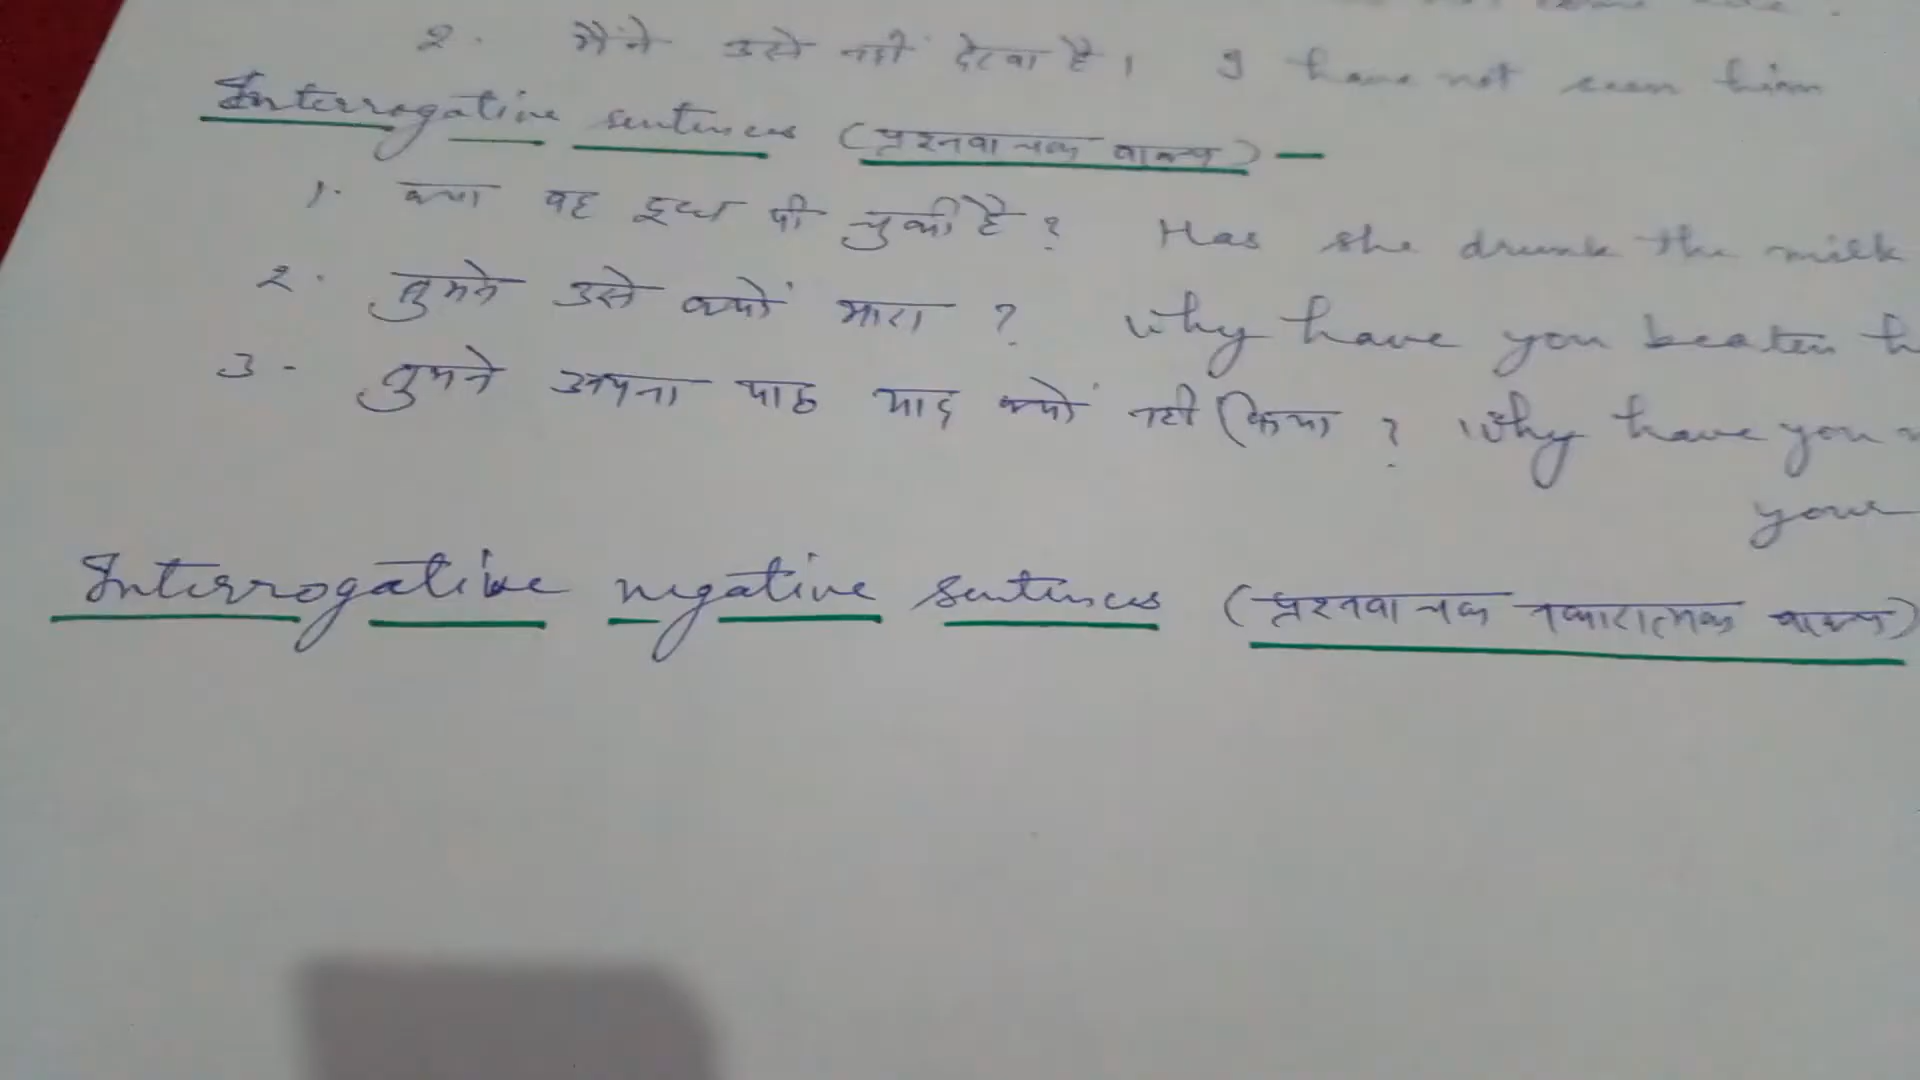 २. मैंने उसे नहीं देखा है। I have not seen him
Interrogative sentences (प्रश्नवाचक वाक्य) -
1. क्या वह दूध पी चुकी है? Has she drunk the milk
२. तुमने उसे क्यों मारा? Why have you beaten
3- तुमने अपना पाठ याद क्यों नहीं किया? Why have you
your
Interrogative negative sentences (प्रश्नवाचक नकारात्मक वाक्य)